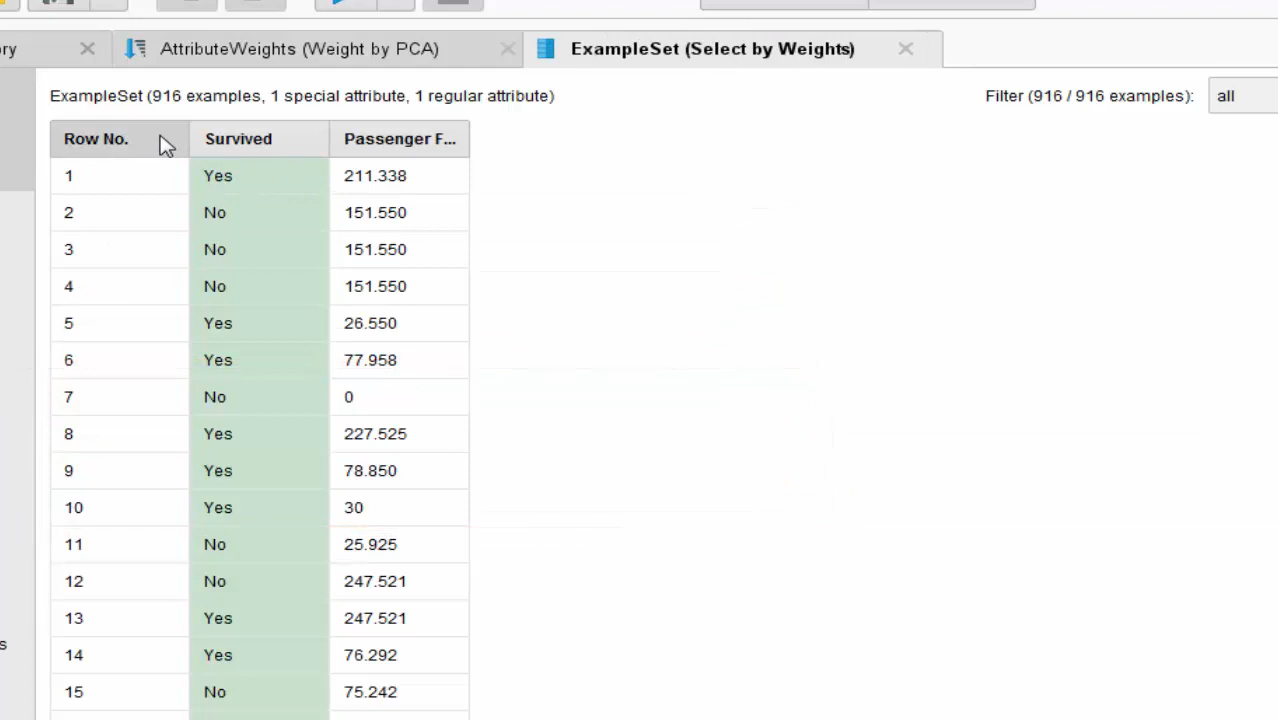 ry AttributeWeights (Weight by PCA) ExampleSet (Select by Weights)
ExampleSet (916 examples, 1 special attribute, 1 regular attribute) Filter (916 / 916 examples): all
Row No. Survived Passenger F...
1 Yes 211.338
2 No 151.550
3 No 151.550
4 No 151.550
5 Yes 26.550
6 Yes 77.958
7 No 0
8 Yes 227.525
9 Yes 78.850
10 Yes 30
11 No 25.925
12 No 247.521
13 Yes 247.521
s
14 Yes 76.292
15 No 75.242